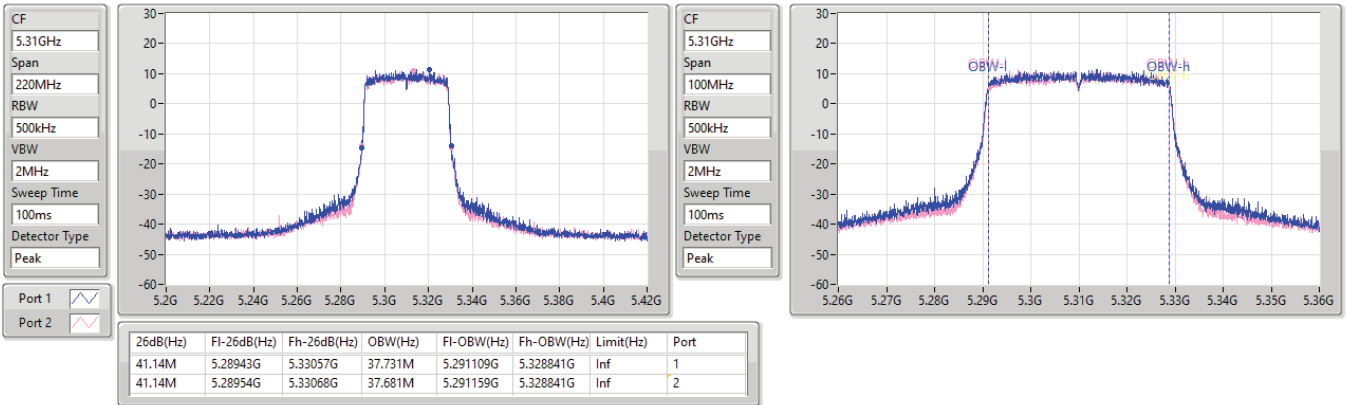 CF
5.31GHz
Span
220MHz
RBW
500kHz
VBW
2MHz
Sweep Time
100ms
Detector Type
Peak
Port 1
Port 2
30
20
10
0
-10
-20
-30
-40
-50
-60
5.2G 5.22G 5.24G 5.26G 5.28G 5.3G 5.32G 5.34G 5.36G 5.38G 5.4G 5.42G
CF
5.31GHz
Span
100MHz
RBW
500kHz
VBW
2MHz
Sweep Time
100ms
Detector Type
Peak
30
20
10
0
-10
-20
-30
-40
-50
-60
OBW-l OBW-h
5.26G 5.27G 5.28G 5.29G 5.3G 5.31G 5.32G 5.33G 5.34G 5.35G 5.36G
26dB(Hz) Fl-26dB(Hz) Fh-26dB(Hz) OBW(Hz) Fl-OBW(Hz) Fh-OBW(Hz) Limit(Hz) Port
41.14M 5.28943G 5.33057G 37.731M 5.291109G 5.328841G Inf 1
41.14M 5.28954G 5.33068G 37.681M 5.291159G 5.328841G Inf 2